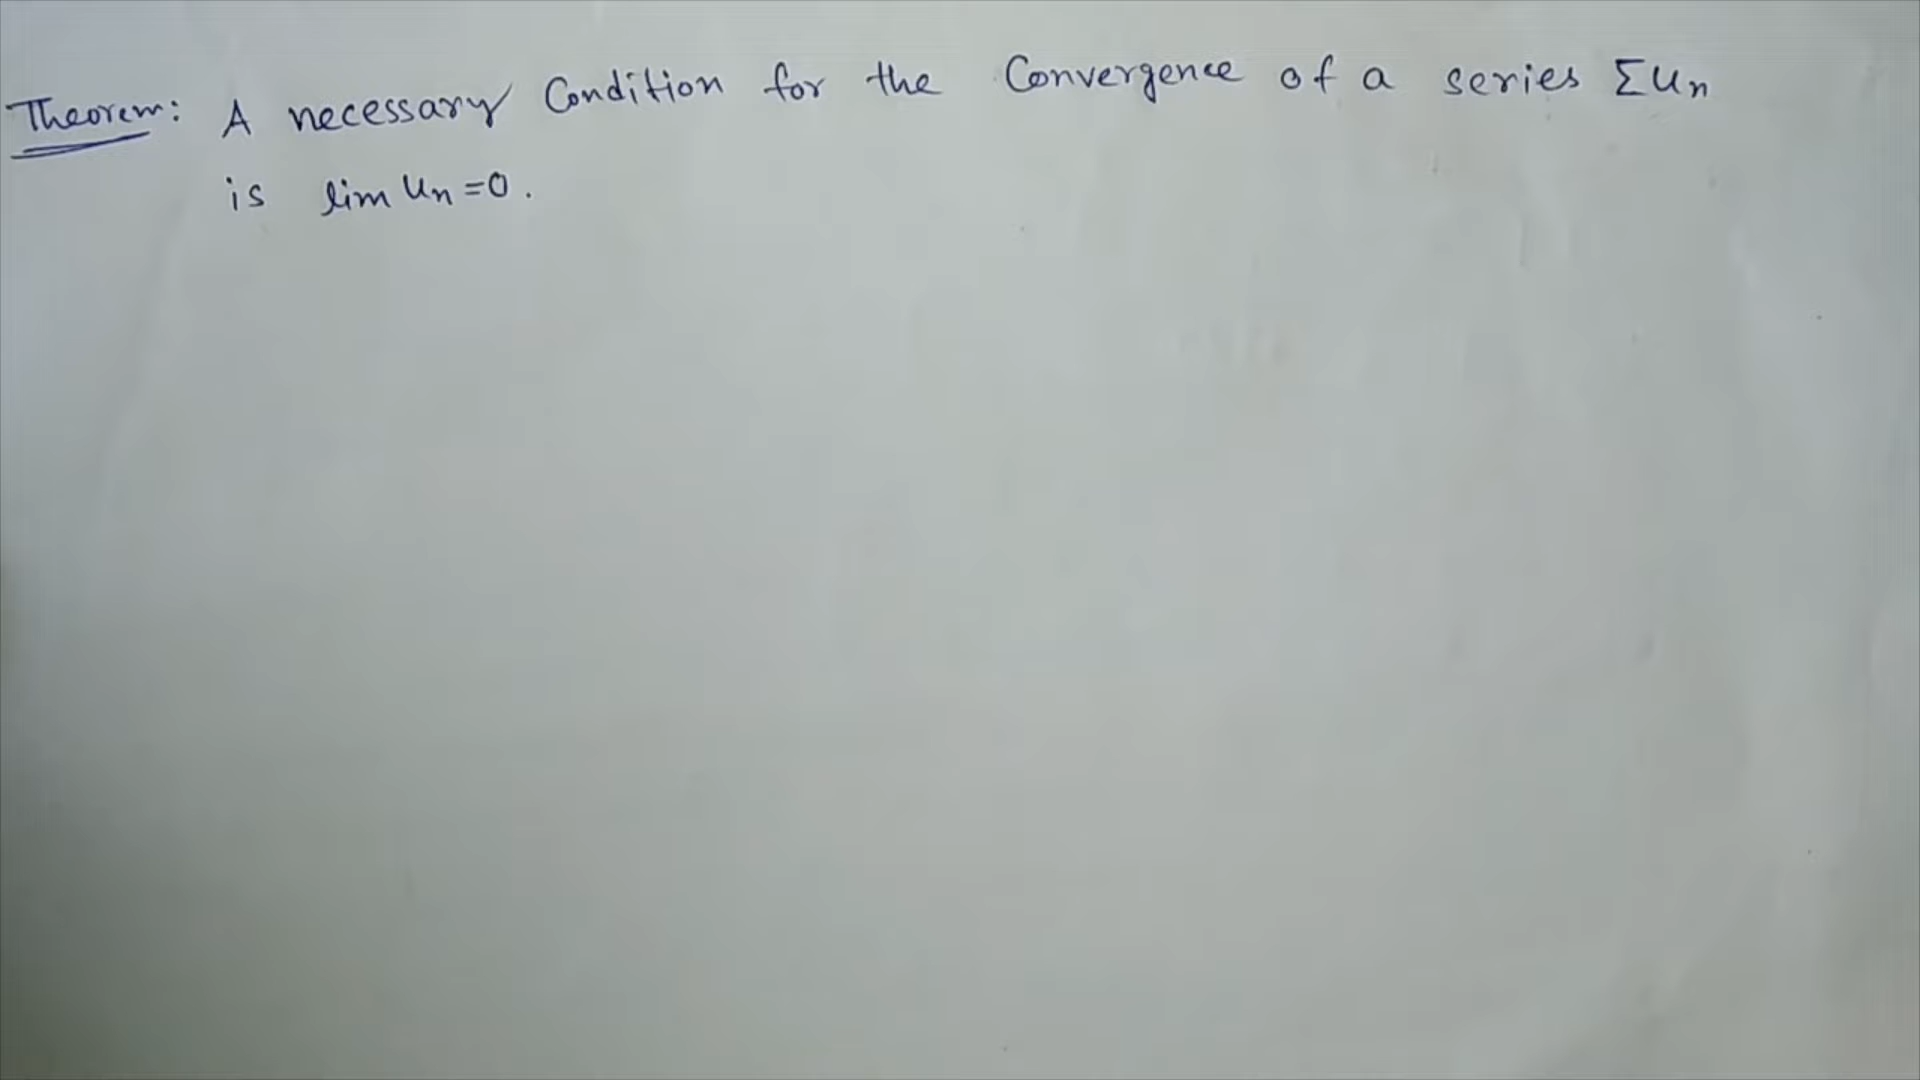 Theorem: A necessary Condition for the Convergence of a series Σun
is lim un = 0.